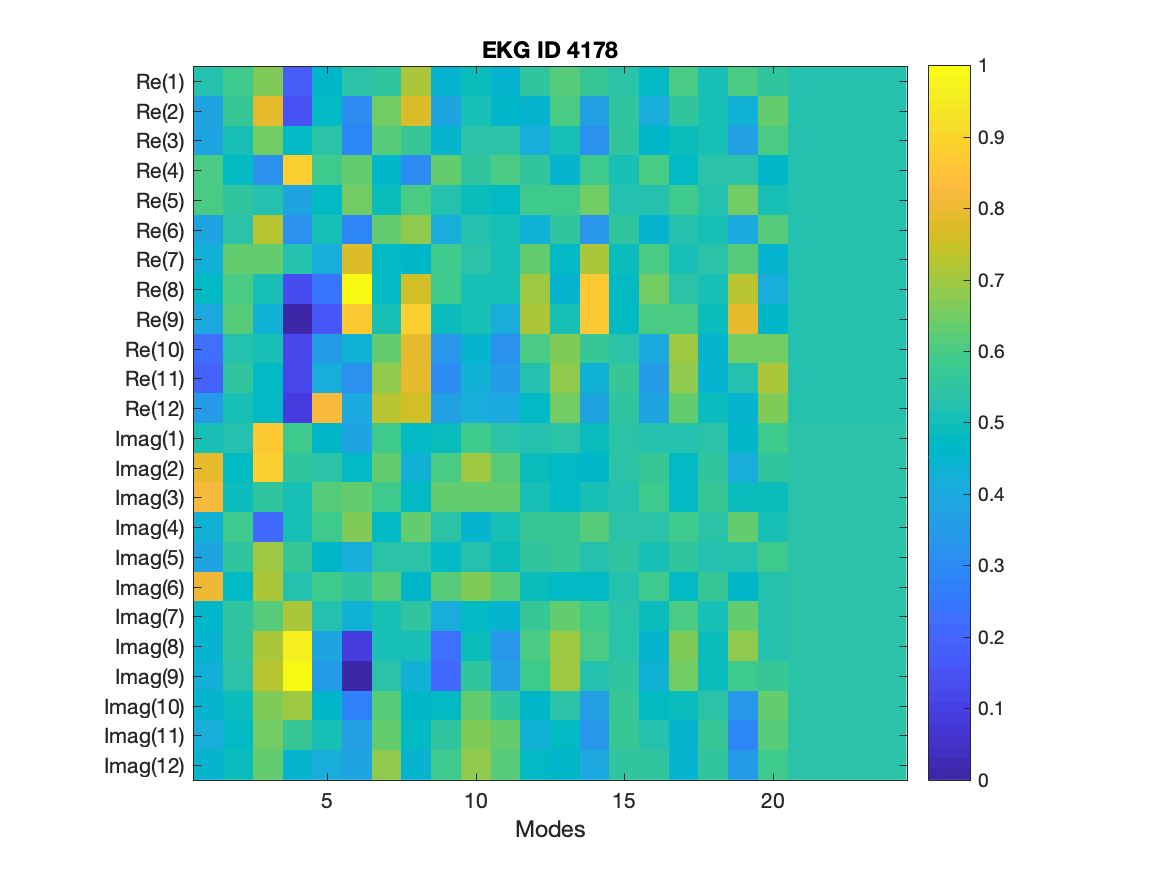 EKG ID 4178
Re(1)
Re(2)
Re(3)
Re(4)
Re(5)
Re(6)
Re(7)
Re(8)
Re(9)
Re(10)
Re(11)
Re(12)
Imag(1)
Imag(2)
Imag(3)
Imag(4)
Imag(5)
Imag(6)
Imag(7)
Imag(8)
Imag(9)
Imag(10)
Imag(11)
Imag(12)
5 10 15 20
Modes
1
0.9
0.8
0.7
0.6
0.5
0.4
0.3
0.2
0.1
0